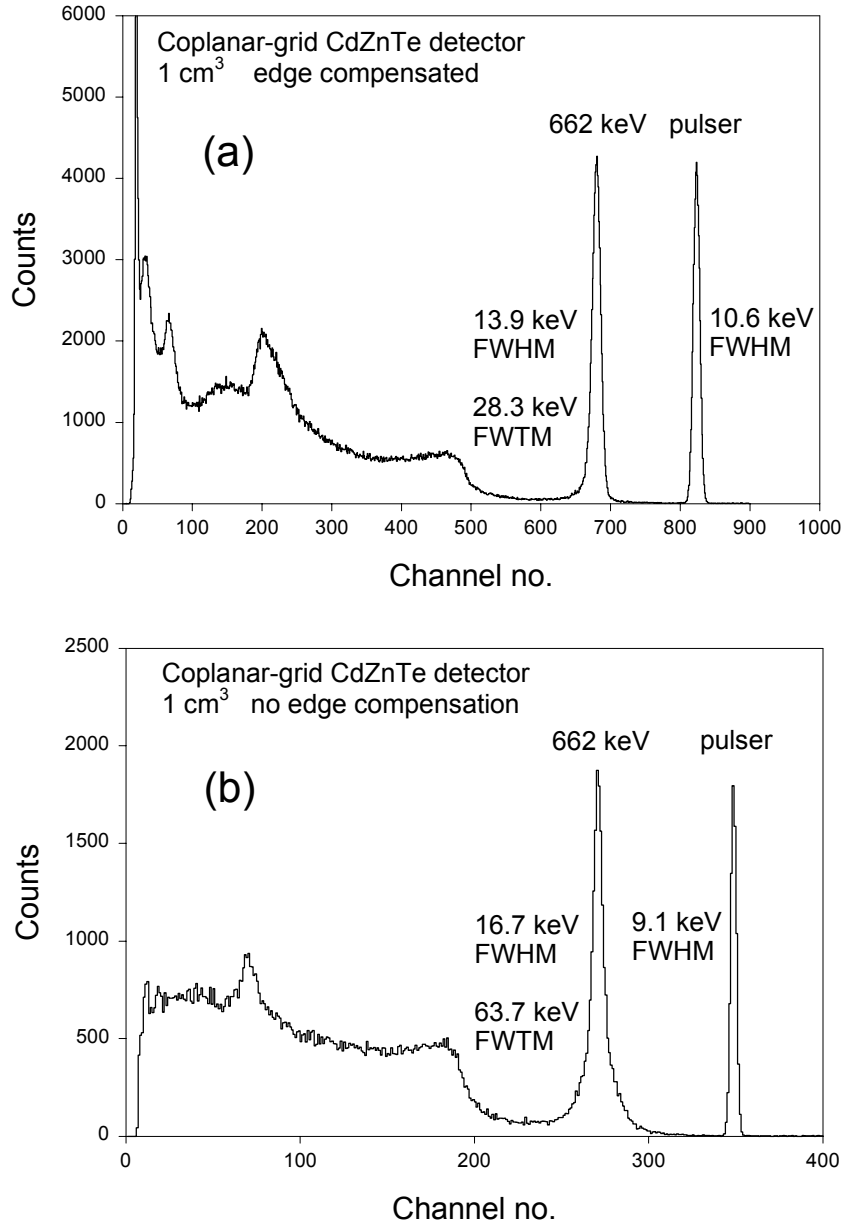 6000
5000
4000
3000
2000
1000
0
Counts
Coplanar-grid CdZnTe detector
1 cm³ edge compensated
(a)
662 keV
pulser
13.9 keV
FWHM
10.6 keV
FWHM
28.3 keV
FWTM
0 100 200 300 400 500 600 700 800 900 1000
Channel no.
2500
2000
1500
1000
500
0
Counts
Coplanar-grid CdZnTe detector
1 cm³ no edge compensation
(b)
662 keV
pulser
16.7 keV
FWHM
9.1 keV
FWHM
63.7 keV
FWTM
0 100 200 300 400
Channel no.